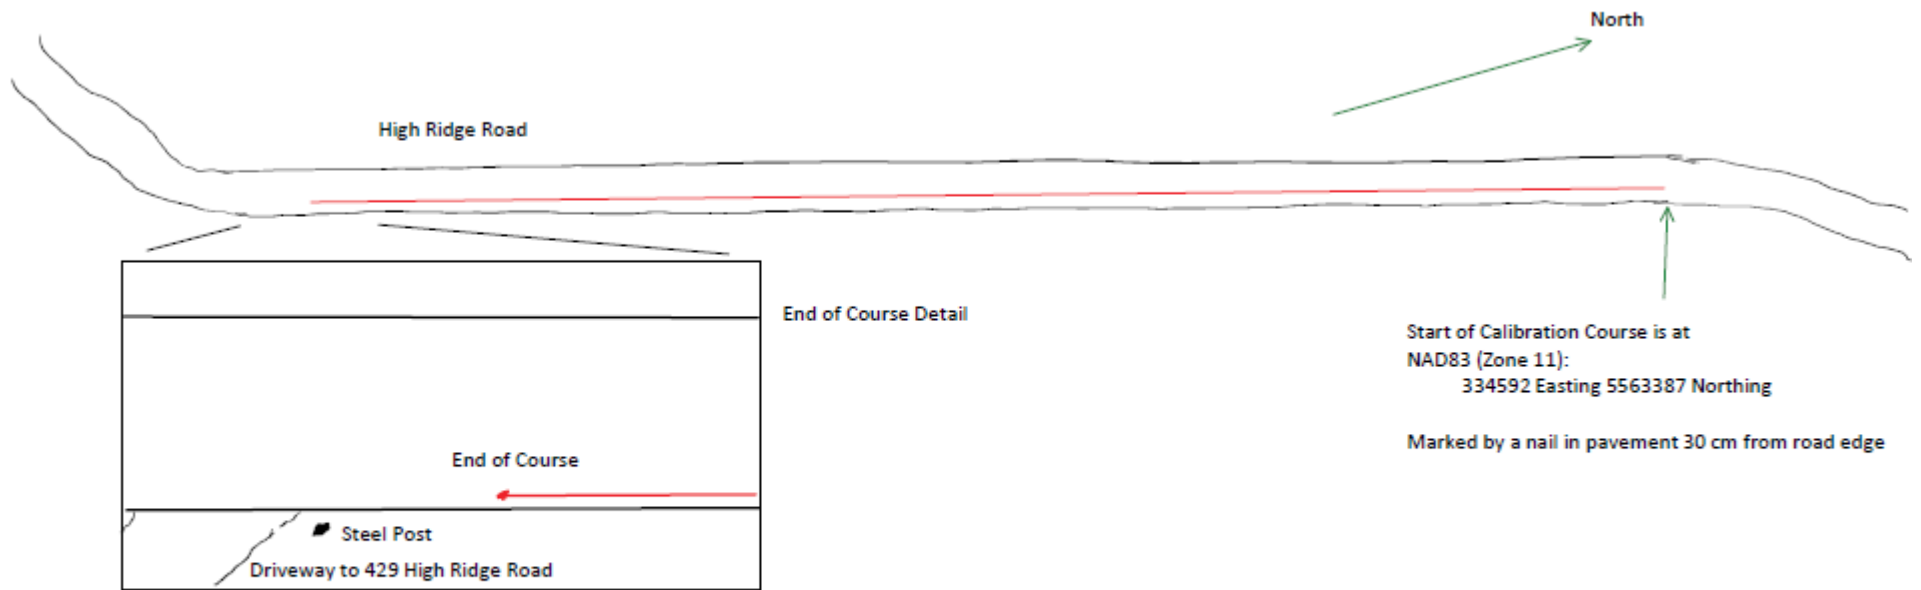 North
High Ridge Road
End of Course Detail
Start of Calibration Course is at
NAD83 (Zone 11):
334592 Easting 5563387 Northing
Marked by a nail in pavement 30 cm from road edge
End of Course
Steel Post
Driveway to 429 High Ridge Road